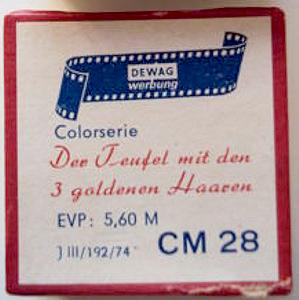 DEWAG
werbung
Colorserie
Der Teufel mit den
3 goldenen Haaren
EVP: 5,60 M
J III/192/74 CM 28